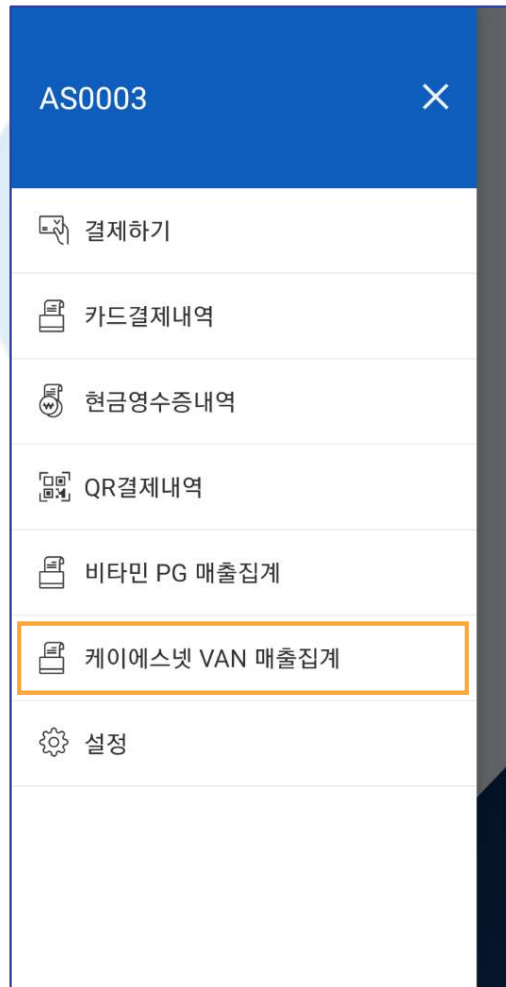 AS0003
결제하기
카드결제내역
현금영수증내역
QR결제내역
비타민 PG 매출집계
케이에스넷 VAN 매출집계
설정